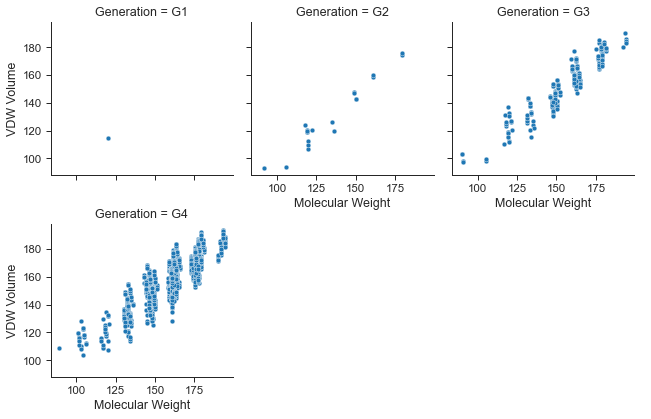 Generation = G1
Generation = G2
Generation = G3
VDW Volume
180
160
140
120
100
100
125
150
175
Molecular Weight
100
125
150
175
Molecular Weight
Generation = G4
VDW Volume
180
160
140
120
100
100
125
150
175
Molecular Weight